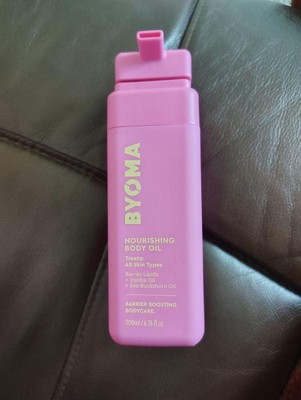 BYOMA
NOURISHING
BODY OIL
Treats:
All Skin Types
Barrier Lipids
+ Jojoba Oil
+ Sea Buckthorn Oil
BARRIER BOOSTING
BODYCARE.
200ml / 6.76 fl.oz